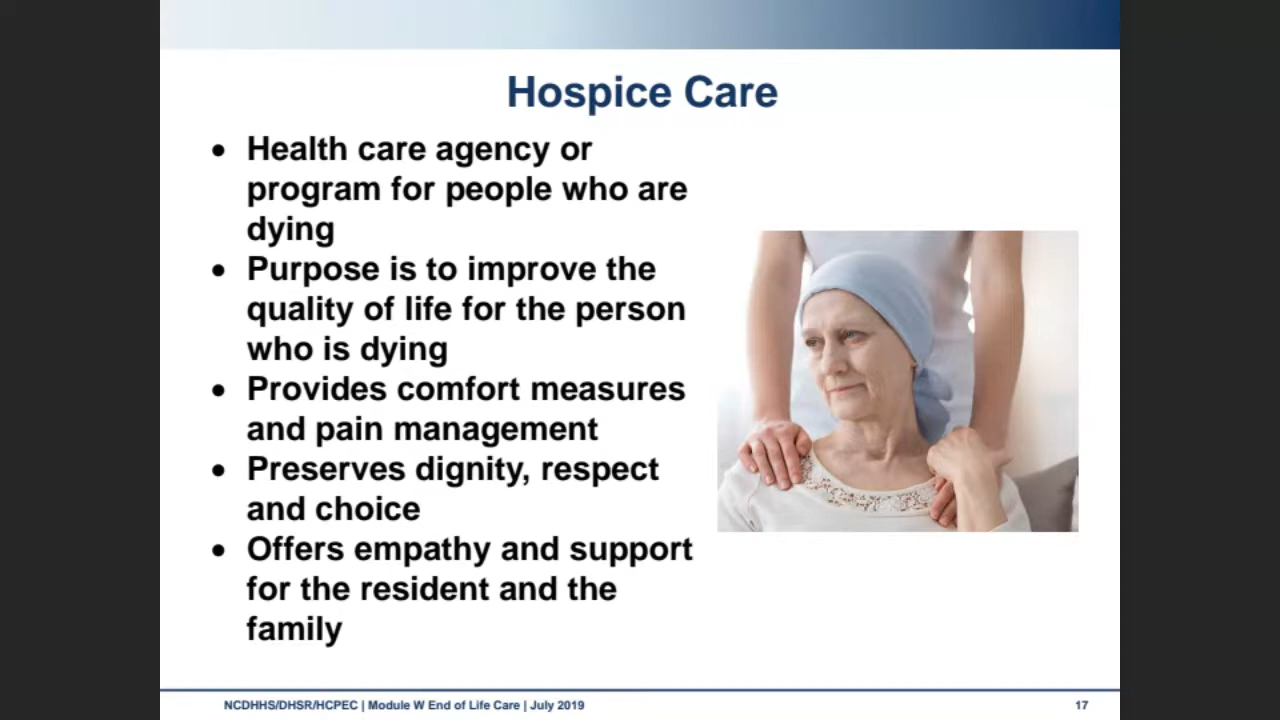 Hospice Care
• Health care agency or
program for people who are
dying
• Purpose is to improve the
quality of life for the person
who is dying
• Provides comfort measures
and pain management
• Preserves dignity, respect
and choice
• Offers empathy and support
for the resident and the
family
NCDHHS/DHSR/HCPEC | Module W End of Life Care | July 2019
17